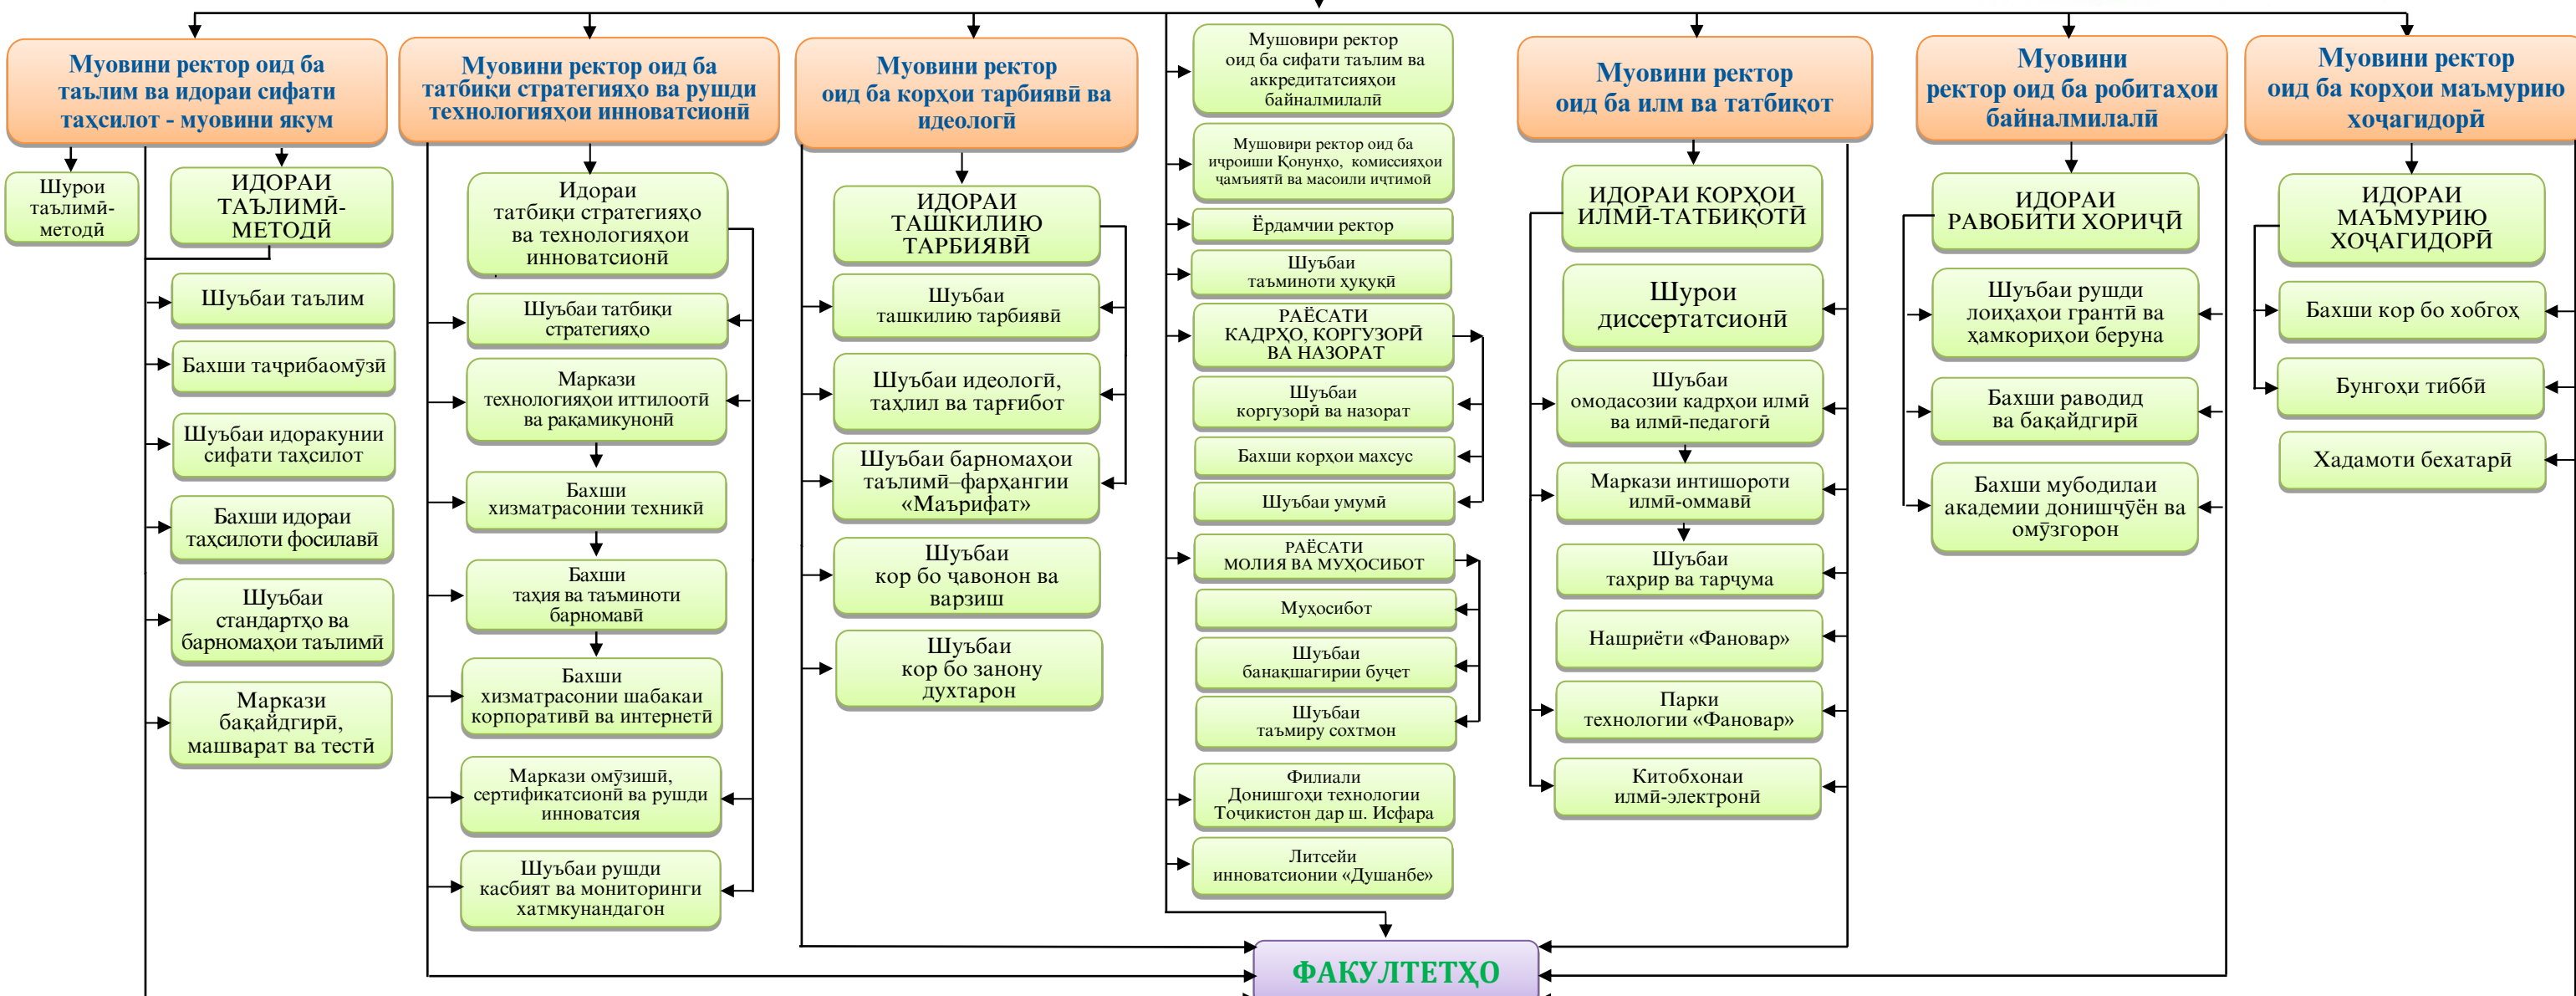 Муовини ректор оид ба
таълим ва идораи сифати
таҳсилот - муовини якум
Шурои
таълимӣ-
методӣ
ИДОРАИ
ТАЪЛИМӢ-
МЕТОДӢ
Шуъбаи таълим
Бахши таҷрибаомӯзӣ
Шуъбаи идоракунии
сифати таҳсилот
Бахши идораи
таҳсилоти фосилавӣ
Шуъбаи
стандартҳо ва
барномаҳои таълимӣ
Маркази
бақайдгирӣ,
машварат ва тестӣ
Муовини ректор оид ба
татбиқи стратегияҳо ва рушди
технологияҳои инноватсионӣ
Идораи
татбиқи стратегияҳо
ва технологияҳои
инноватсионӣ
Шуъбаи татбиқи
стратегияҳо
Маркази
технологияҳои иттилоотӣ
ва рақамикунонӣ
Бахши
хизматрасонии техникӣ
Бахши
таҳия ва таъминоти
барномавӣ
Бахши
хизматрасонии шабакаи
корпоративӣ ва интернетӣ
Маркази омӯзишӣ,
сертификатсионӣ ва рушди
инноватсия
Шуъбаи рушди
касбият ва мониторинги
хатмкунандагон
Муовини ректор
оид ба корҳои тарбиявӣ ва
идеологӣ
ИДОРАИ
ТАШКИЛИЮ
ТАРБИЯВӢ
Шуъбаи
ташкилию тарбиявӣ
Шуъбаи идеологӣ,
таҳлил ва тарғибот
Шуъбаи барномаҳои
таълимӣ–фарҳангии
«Маърифат»
Шуъбаи
кор бо ҷавонон ва
варзиш
Шуъбаи
кор бо занону
духтарон
Мушовири ректор
оид ба сифати таълим ва
аккредитатсияҳои
байналмилалӣ
Мушовири ректор оид ба
иҷроиши Қонунҳо, комиссияҳои
ҷамъиятӣ ва масоили иҷтимоӣ
Ёрдамчии ректор
Шуъбаи
таъминоти ҳуқуқӣ
РАЁСАТИ
КАДРҲО, КОРГУЗОРӢ
ВА НАЗОРАТ
Шуъбаи
коргузорӣ ва назорат
Бахши корҳои махсус
Шуъбаи умумӣ
РАЁСАТИ
МОЛИЯ ВА МУҲОСИБОТ
Муҳосибот
Шуъбаи
банақшагирии буҷет
Шуъбаи
таъмиру сохтмон
Филиали
Донишгоҳи технологии
Тоҷикистон дар ш. Исфара
Литсейи
инноватсионии «Душанбе»
Муовини ректор
оид ба илм ва татбиқот
ИДОРАИ КОРҲОИ
ИЛМӢ-ТАТБИҚОТӢ
Шурои
диссертатсионӣ
Шуъбаи
омодасозии кадрҳои илмӣ
ва илмӣ-педагогӣ
Маркази интишороти
илмӣ-оммавӣ
Шуъбаи
таҳрир ва тарҷума
Нашриёти «Фановар»
Парки
технологии «Фановар»
Китобхонаи
илмӣ-электронӣ
Муовини
ректор оид ба робитаҳои
байналмилалӣ
ИДОРАИ
РАВОБИТИ ХОРИҶӢ
Шуъбаи рушди
лоиҳаҳои грантӣ ва
ҳамкориҳои беруна
Бахши раводид
ва бақайдгирӣ
Бахши мубодилаи
академии донишҷӯён ва
омӯзгорон
Муовини ректор
оид ба корҳои маъмурию
хоҷагидорӣ
ИДОРАИ
МАЪМУРИЮ
ХОҶАГИДОРӢ
Бахши кор бо хобгоҳ
Бунгоҳи тиббӣ
Хадамоти бехатарӣ
ФАКУЛТЕТҲО